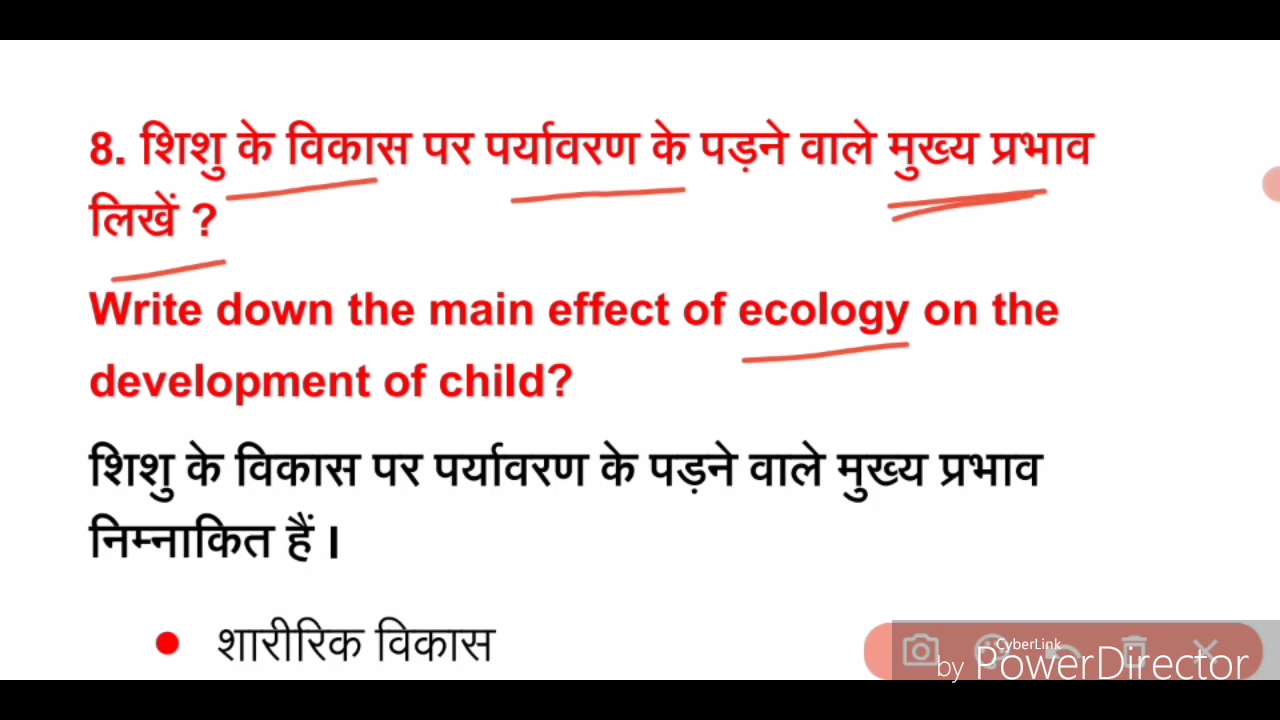 8. शिशु के विकास पर पर्यावरण के पड़ने वाले मुख्य प्रभाव
लिखें ?
Write down the main effect of ecology on the
development of child?
शिशु के विकास पर पर्यावरण के पड़ने वाले मुख्य प्रभाव
निम्नाकित हैं ।
शारीरिक विकास
CyberLink
by PowerDirector